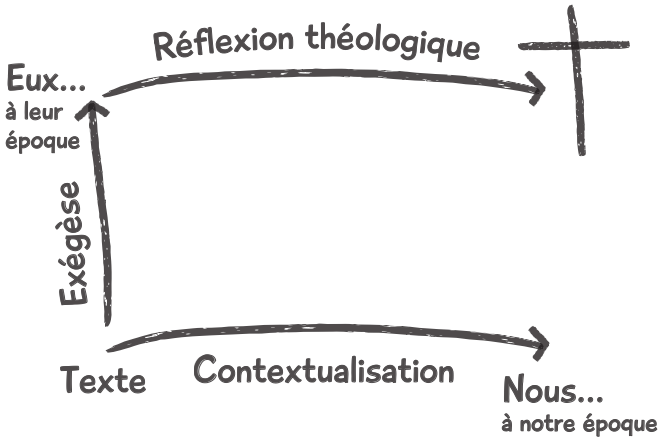 Réflexion théologique
Eux...
à leur
époque
Exégèse
Texte
Contextualisation
Nous...
à notre époque